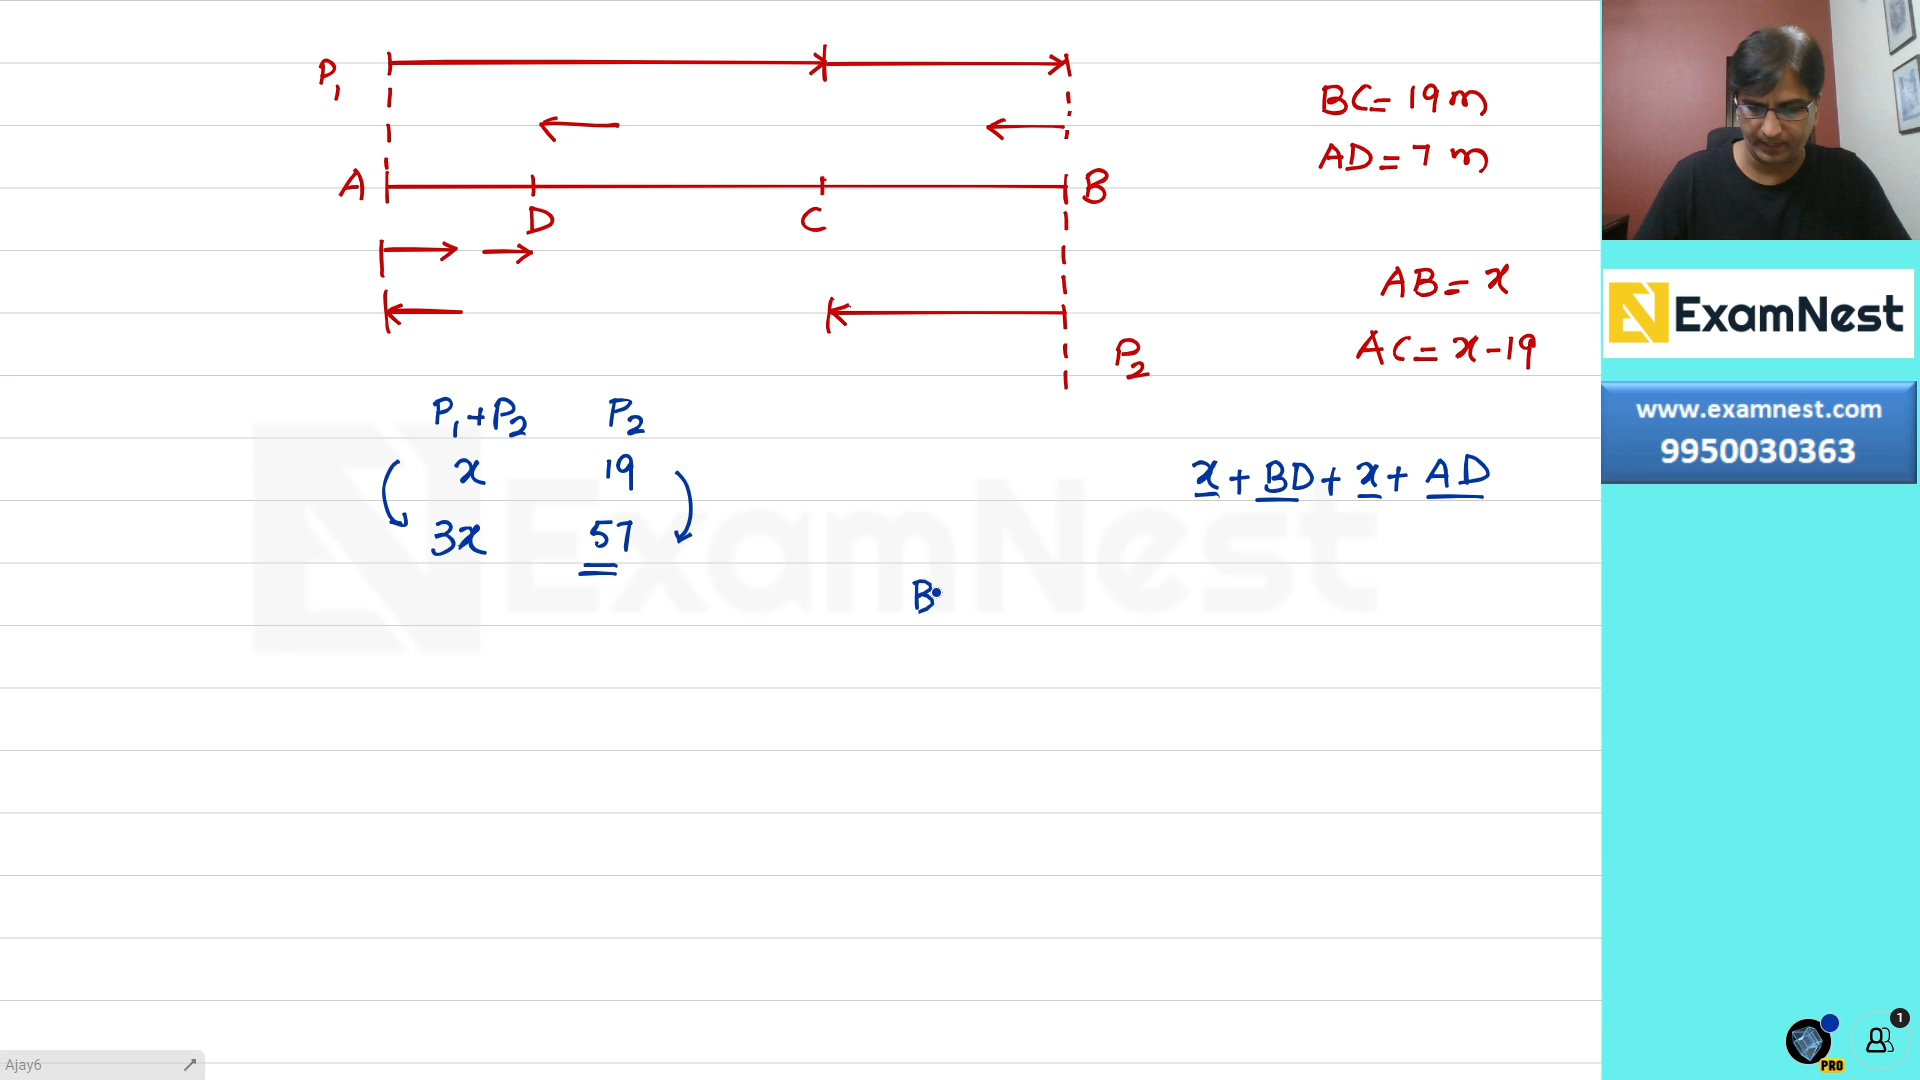 P1
BC = 19 m
AD = 7 m
A
B
D
C
AB = x
AC = x - 19
P2
P1 + P2 P2
x 19
3x 57
x + BD + x + AD
B
ExamNest
ExamNest
www.examnest.com
9950030363
Ajay6
1
PRO